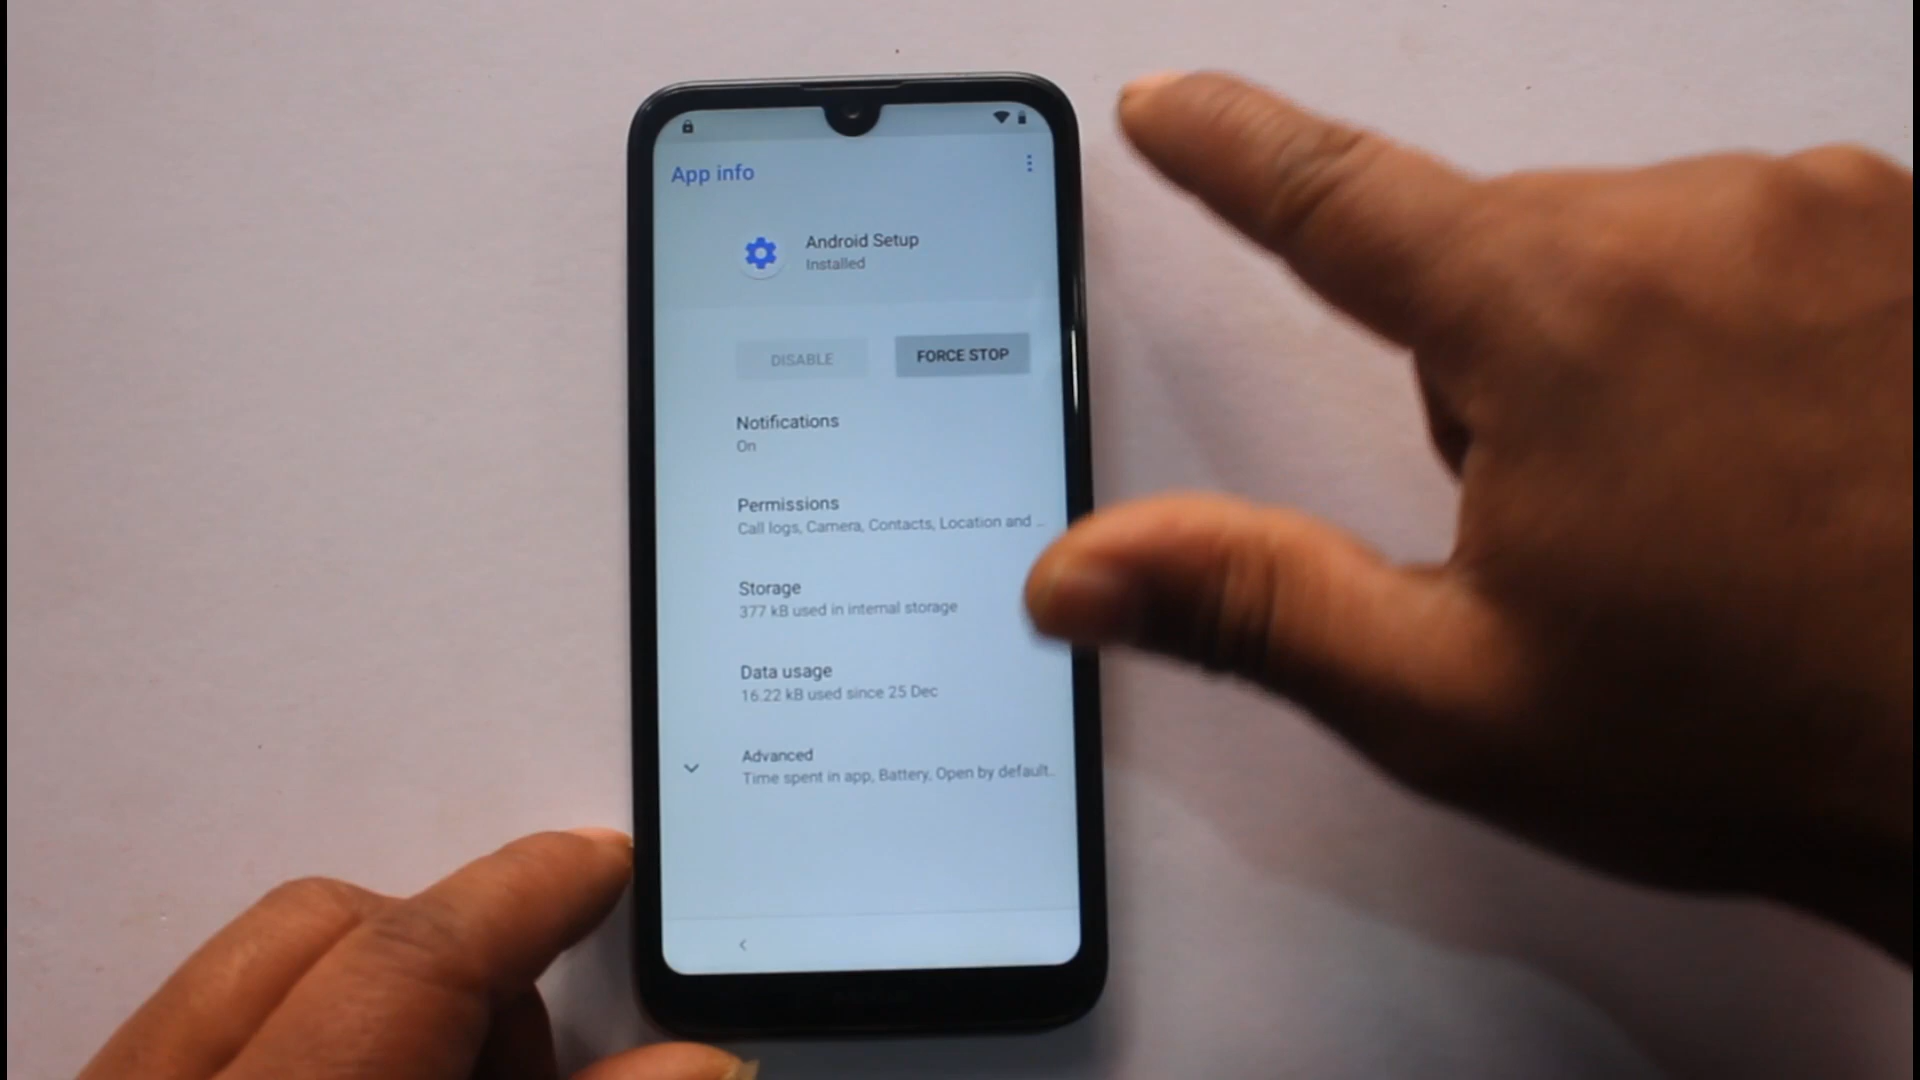 App info
Android Setup
Installed
DISABLE
FORCE STOP
Notifications
On
Permissions
Call logs, Camera, Contacts, Location and ...
Storage
377 kB used in internal storage
Data usage
16.22 kB used since 25 Dec
Advanced
Time spent in app, Battery, Open by default..